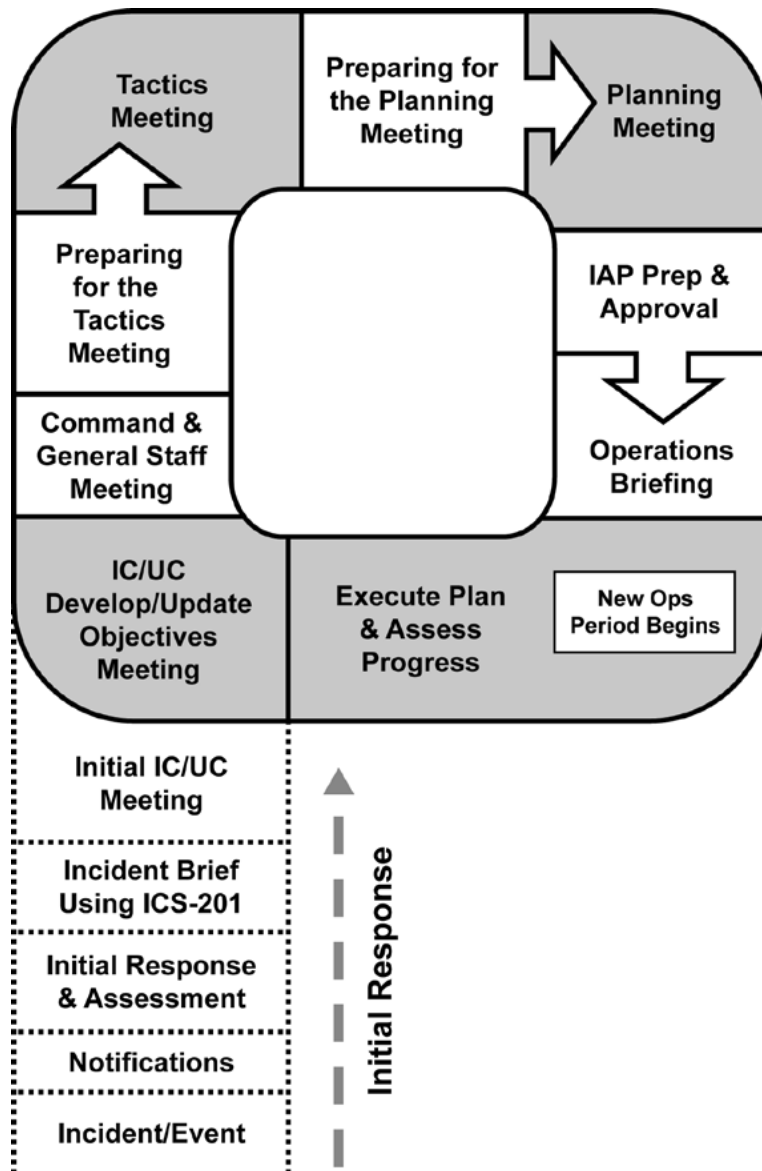 Tactics
Meeting
Preparing for
the Planning
Meeting
Planning
Meeting
Preparing
for the
Tactics
Meeting
IAP Prep &
Approval
Command &
General Staff
Meeting
Operations
Briefing
IC/UC
Develop/Update
Objectives
Meeting
Execute Plan
& Assess
Progress
New Ops
Period Begins
Initial IC/UC
Meeting
Incident Brief
Using ICS-201
Initial Response
& Assessment
Notifications
Incident/Event
Initial Response